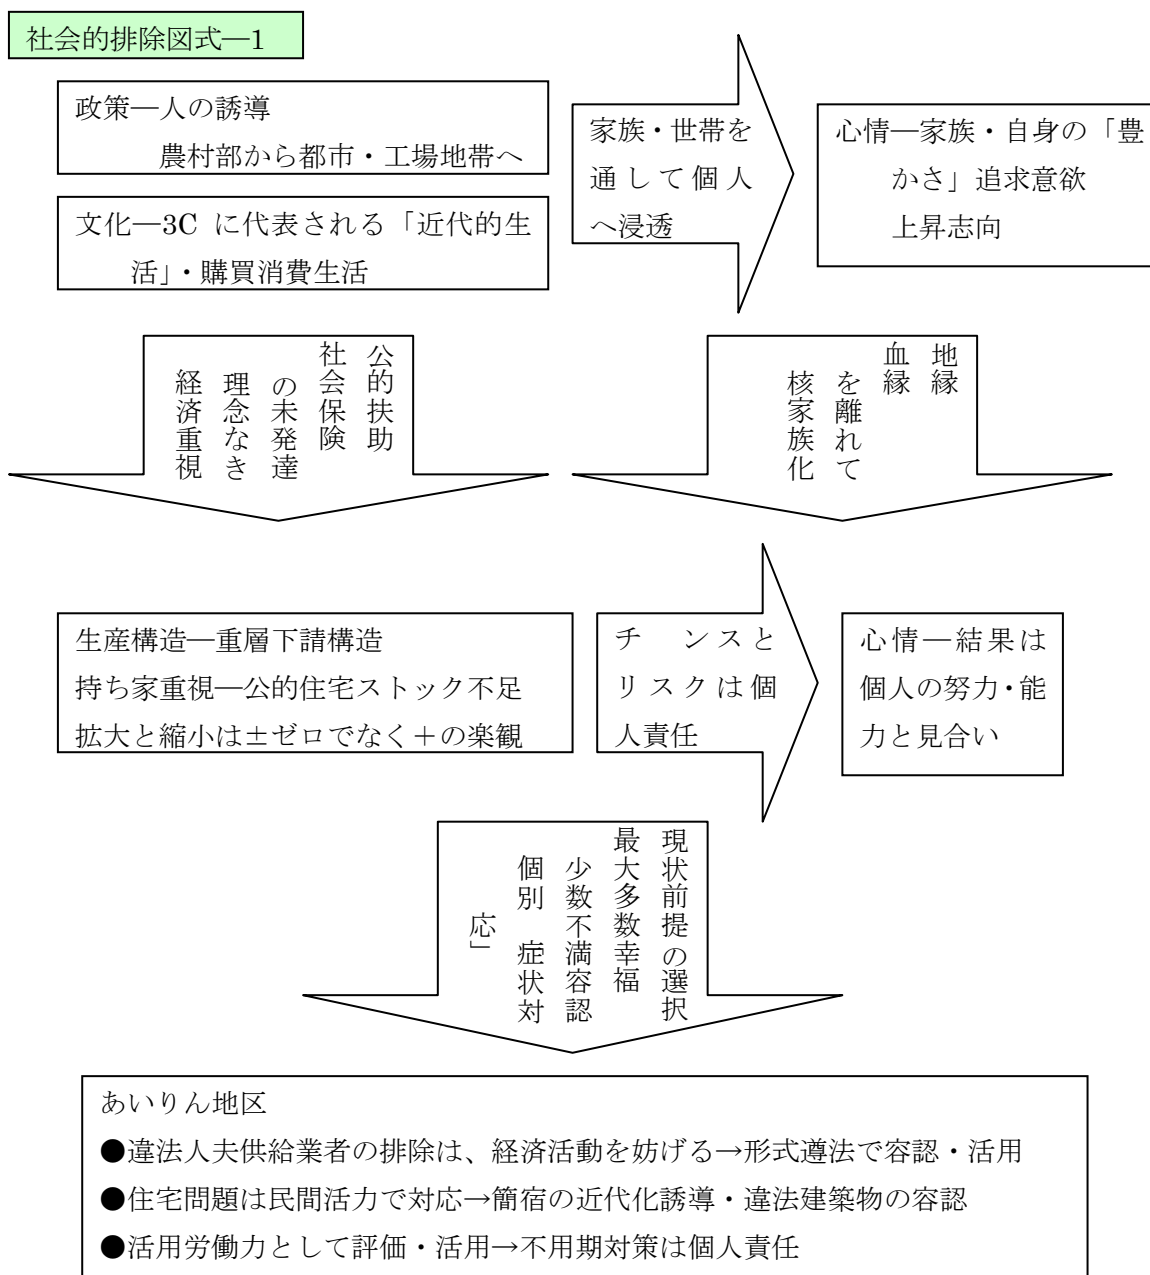 社会的排除図式―1
政策―人の誘導
農村部から都市・工場地帯へ
文化―3C に代表される「近代的生
活」・購買消費生活
家族・世帯を
通して個人
へ浸透
心情―家族・自身の「豊
かさ」追求意欲
上昇志向
公的扶助
社会保険
の未発達
理念なき
経済重視
地縁
血縁
を離れて
核家族化
生産構造―重層下請構造
持ち家重視―公的住宅ストック不足
拡大と縮小は±ゼロでなく＋の楽観
チ ンスと
リスクは個
人責任
心情―結果は
個人の努力・能
力と見合い
現状前提の選択
最大多数幸福
少数不満容認
個別 症状対
応」
あいりん地区
●違法人夫供給業者の排除は、経済活動を妨げる→形式遵法で容認・活用
●住宅問題は民間活力で対応→簡宿の近代化誘導・違法建築物の容認
●活用労働力として評価・活用→不用期対策は個人責任